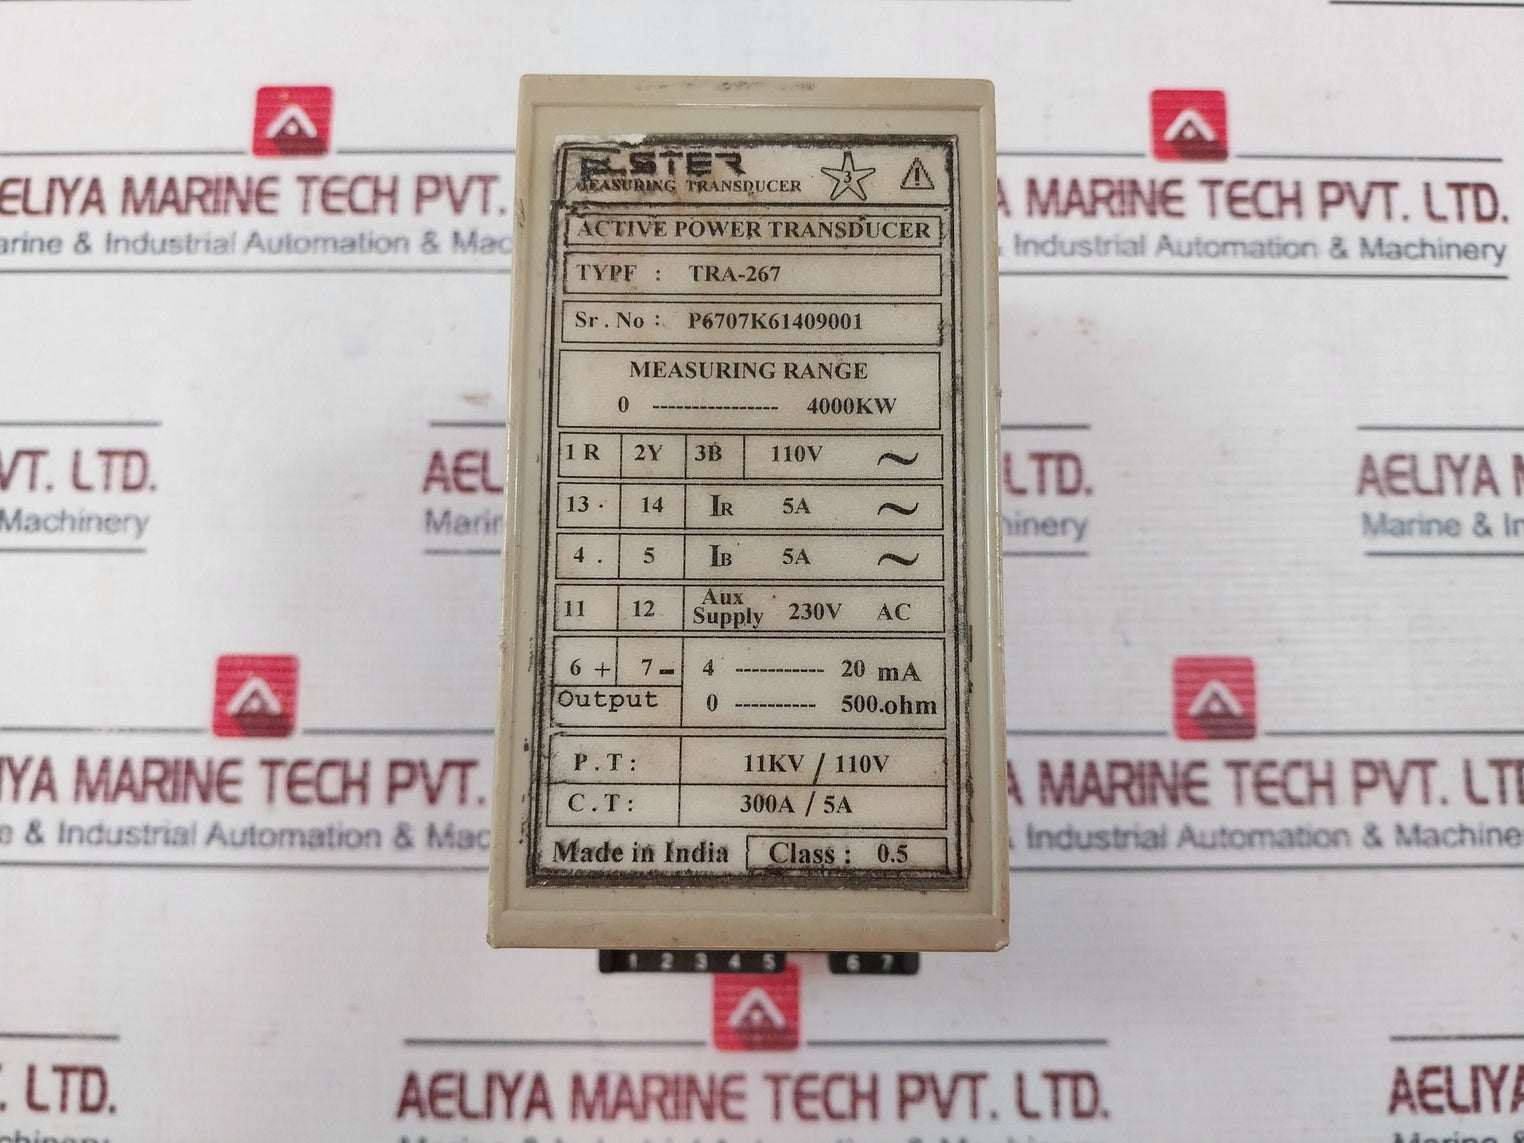 ELSTER
MEASURING TRANSDUCER
3
ACTIVE POWER TRANSDUCER
TYPE : TRA-267
Sr.No : P6707K61409001
MEASURING RANGE
0 ---------------- 4000KW
1 R 2Y 3B 110V ~
13 · 14 IR 5A ~
4 . 5 IB 5A ~
11 12 Aux Supply 230V AC
6 + 7 - 4 ----------- 20 mA
Output 0 ---------- 500.ohm
P.T: 11KV / 110V
C.T: 300A / 5A
Made in India Class : 0.5
1 2 3 4 5 6 7
AELIYA MARINE TECH PVT. LTD.
Marine & Industrial Automation & Machinery